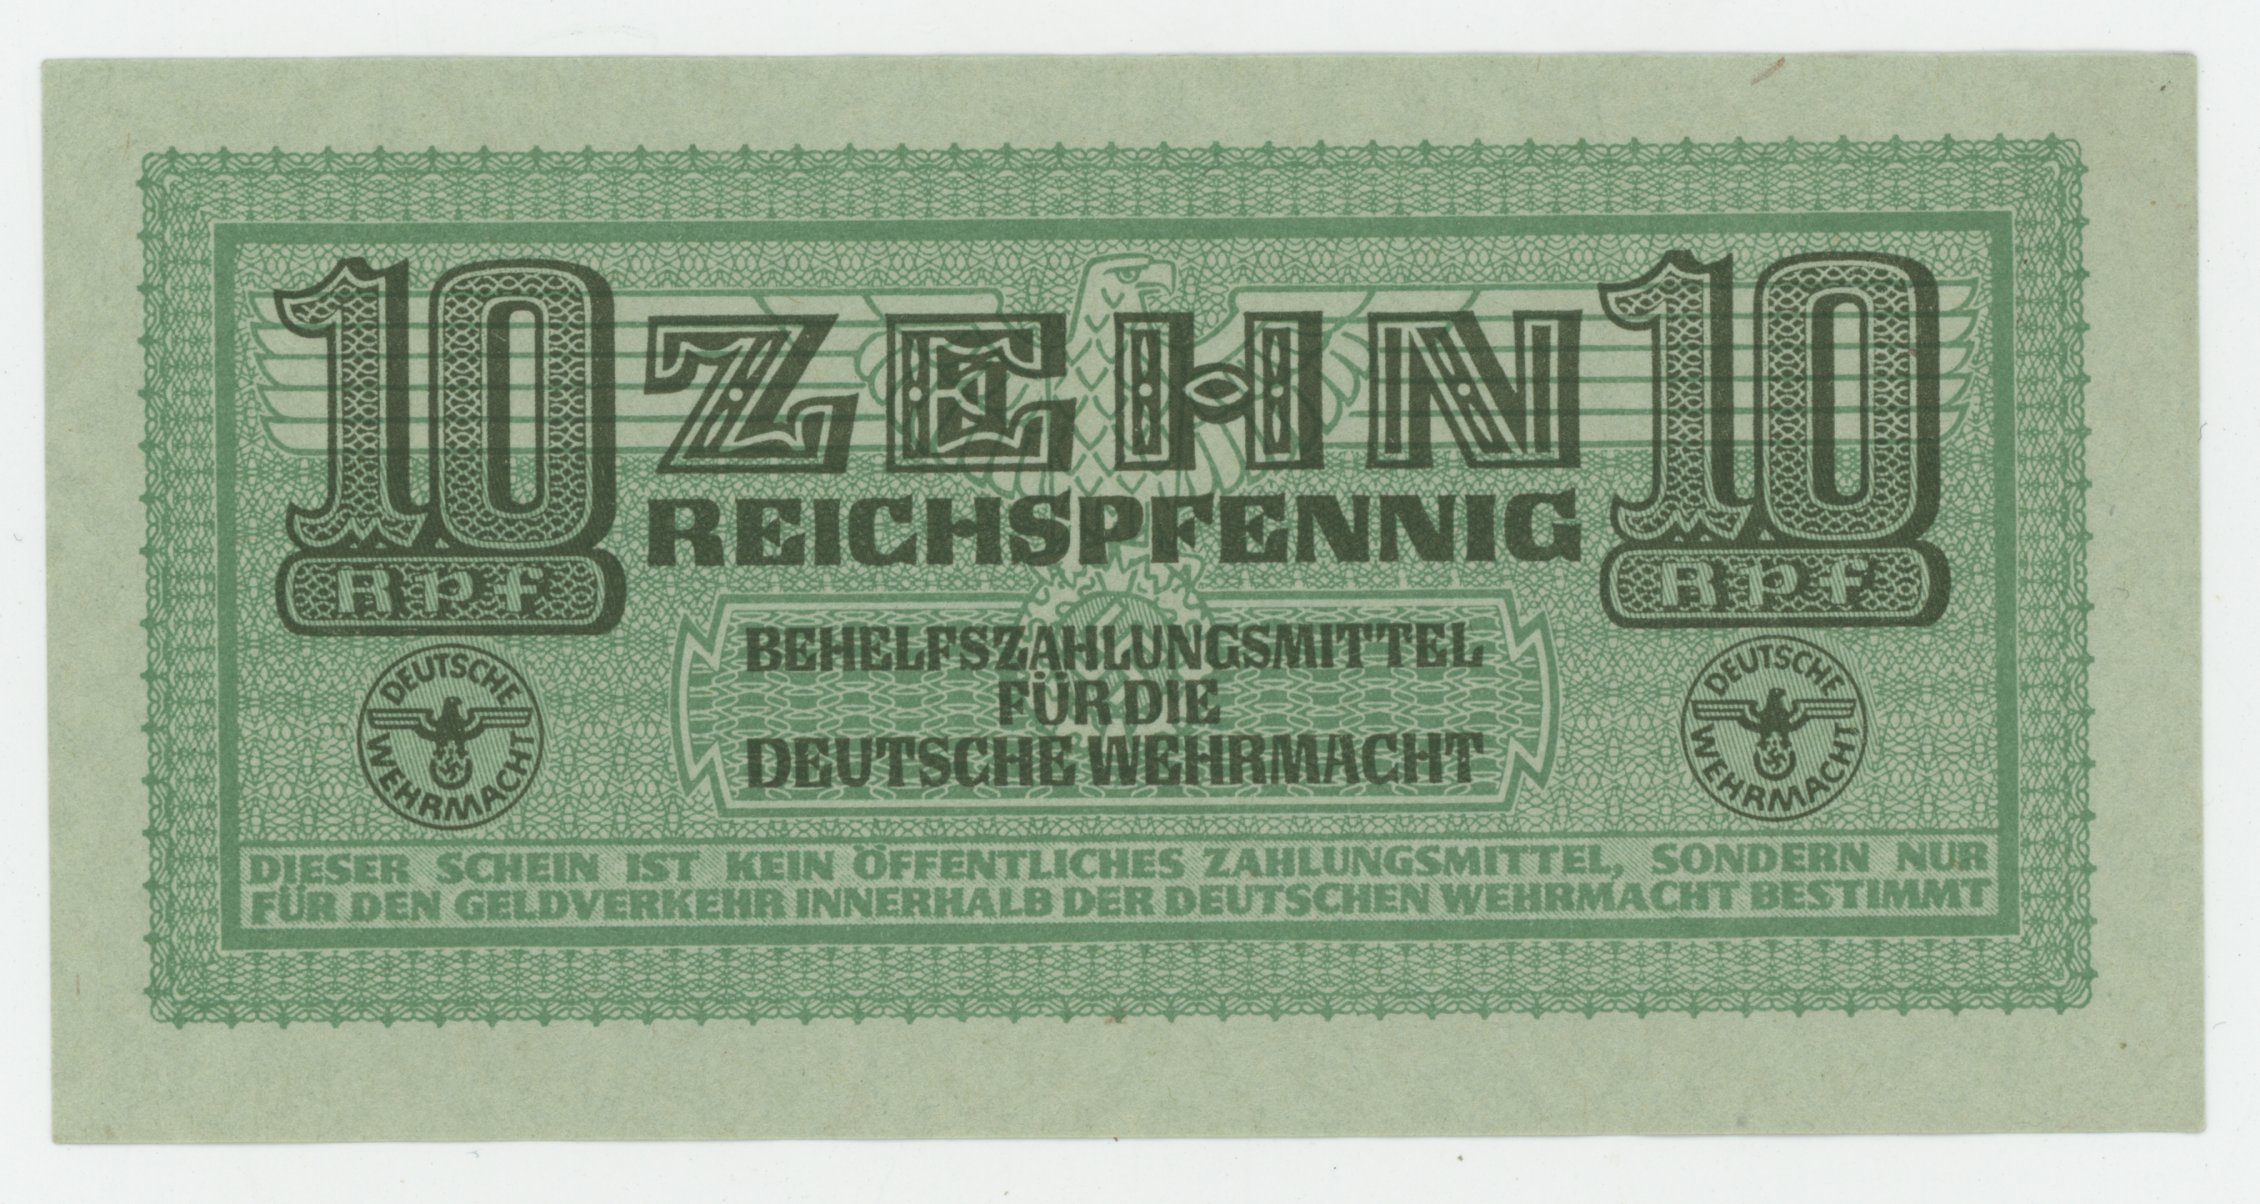 10 ZEHN 10
REICHSPFENNIG
Rpf Rpf
BEHELFSZAHLUNGSMITTEL
FÜR DIE
DEUTSCHE WEHRMACHT
DEUTSCHE WEHRMACHT
DEUTSCHE WEHRMACHT
DIESER SCHEIN IST KEIN ÖFFENTLICHES ZAHLUNGSMITTEL, SONDERN NUR
FÜR DEN GELDVERKEHR INNERHALB DER DEUTSCHEN WEHRMACHT BESTIMMT